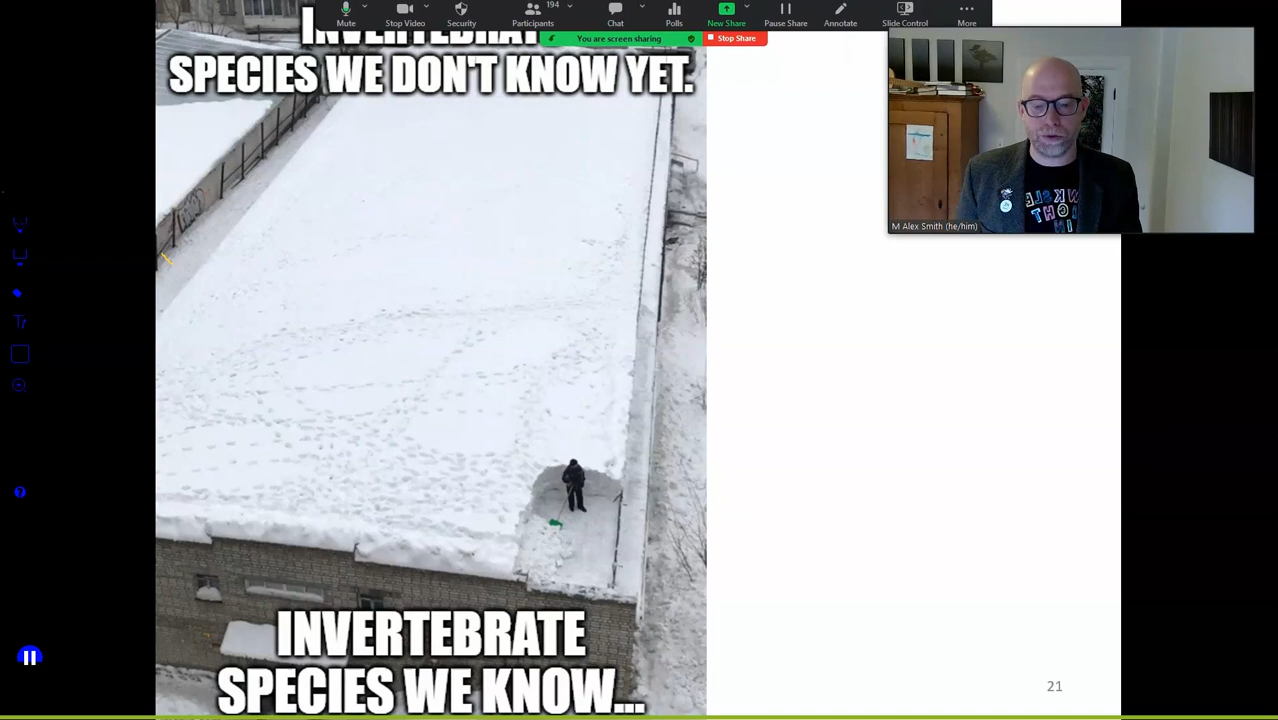 194
Mute
Stop Video
Security
Participants
Chat
Polls
New Share
Pause Share
Annotate
Slide Control
More
You are screen sharing
Stop Share
INVERTEBRATE
SPECIES WE DON'T KNOW YET.
M Alex Smith (he/him)
INVERTEBRATE
SPECIES WE KNOW...
21